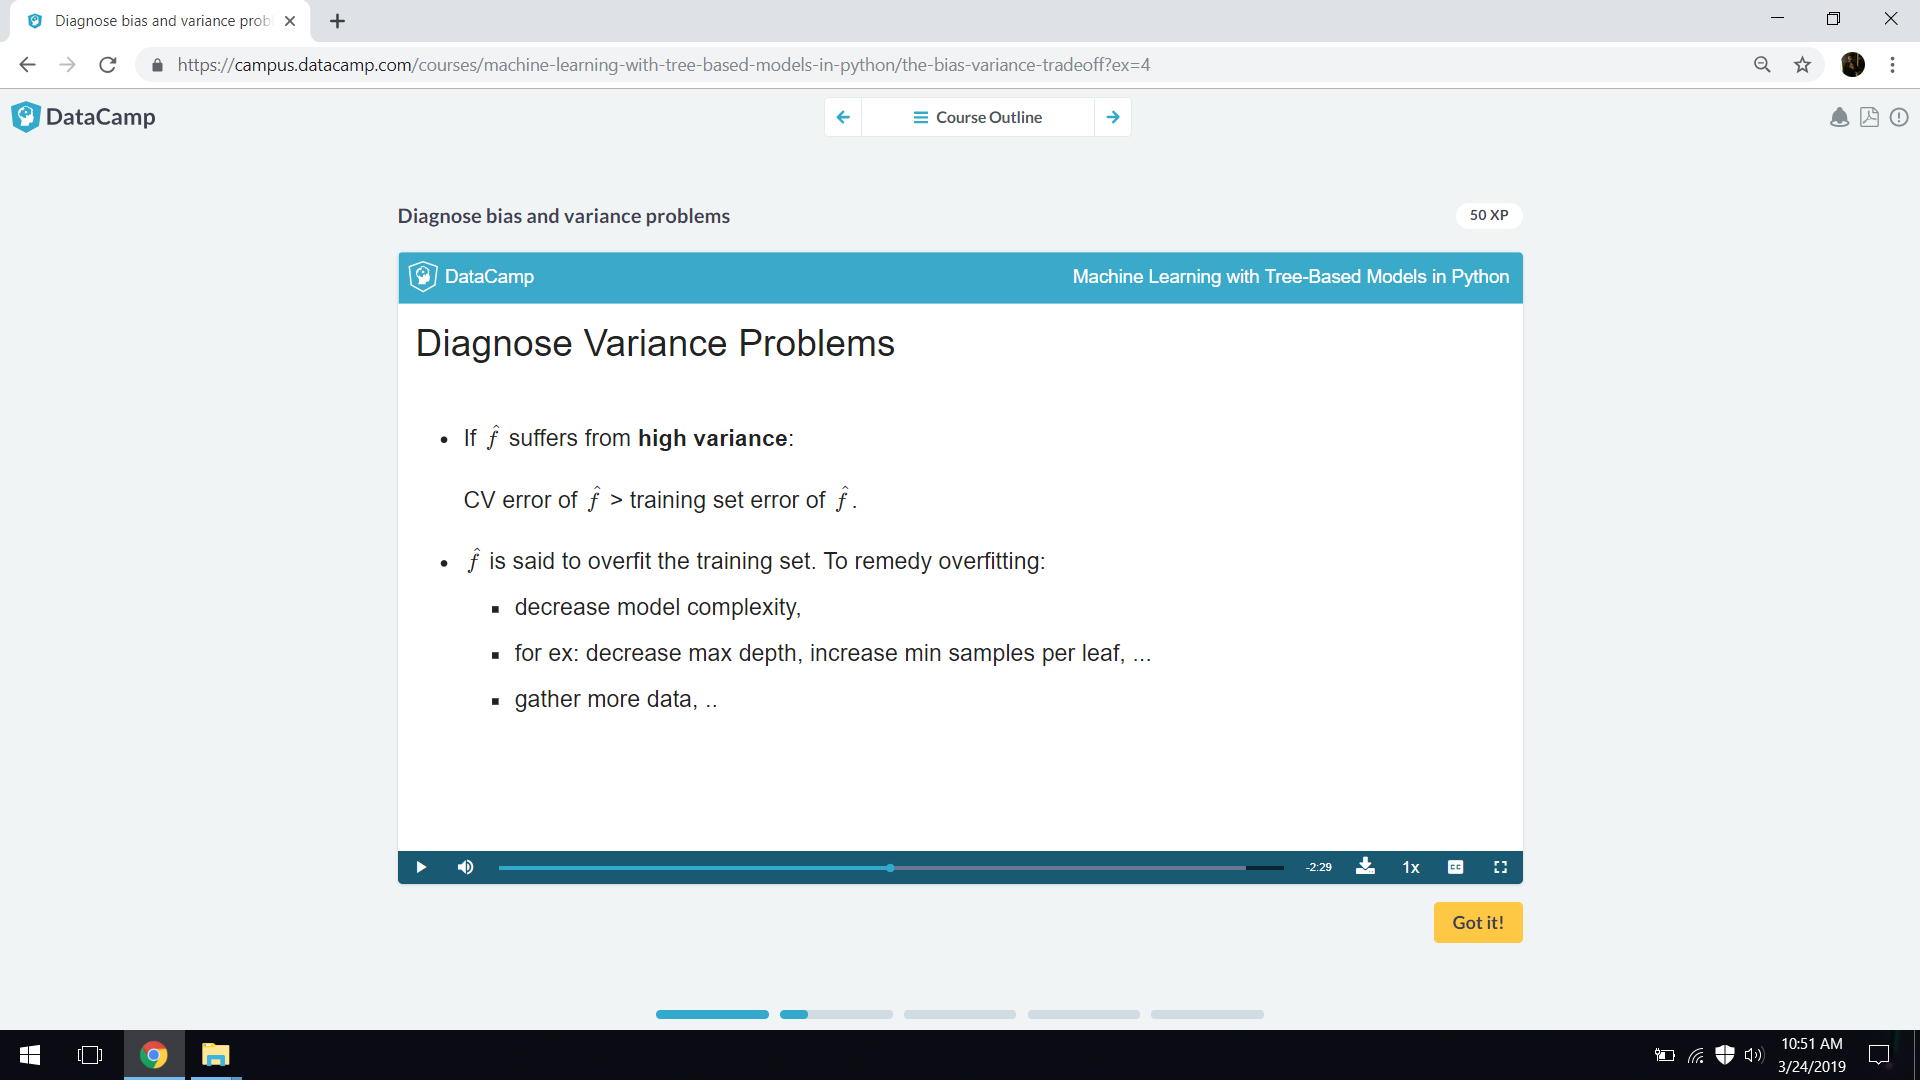 Diagnose bias and variance prob
https://campus.datacamp.com/courses/machine-learning-with-tree-based-models-in-python/the-bias-variance-tradeoff?ex=4
DataCamp
Course Outline
Diagnose bias and variance problems
50 XP
DataCamp
Machine Learning with Tree-Based Models in Python
Diagnose Variance Problems
• If f̂ suffers from high variance:
CV error of f̂ > training set error of f̂.
• f̂ is said to overfit the training set. To remedy overfitting:
▪ decrease model complexity,
▪ for ex: decrease max depth, increase min samples per leaf, ...
▪ gather more data, ..
-2:29
1x
CC
Got it!
10:51 AM
3/24/2019